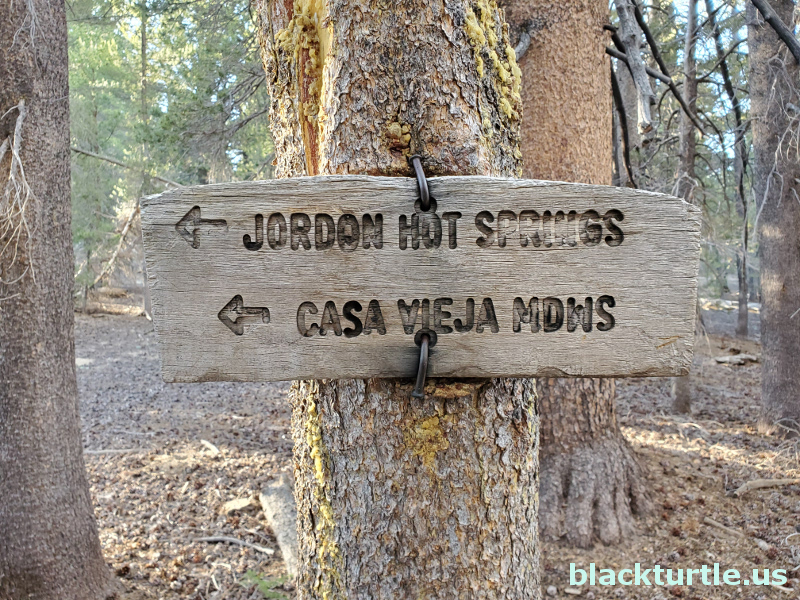 JORDON HOT SPRINGS
CASA VIEJA MDWS
blackturtle.us